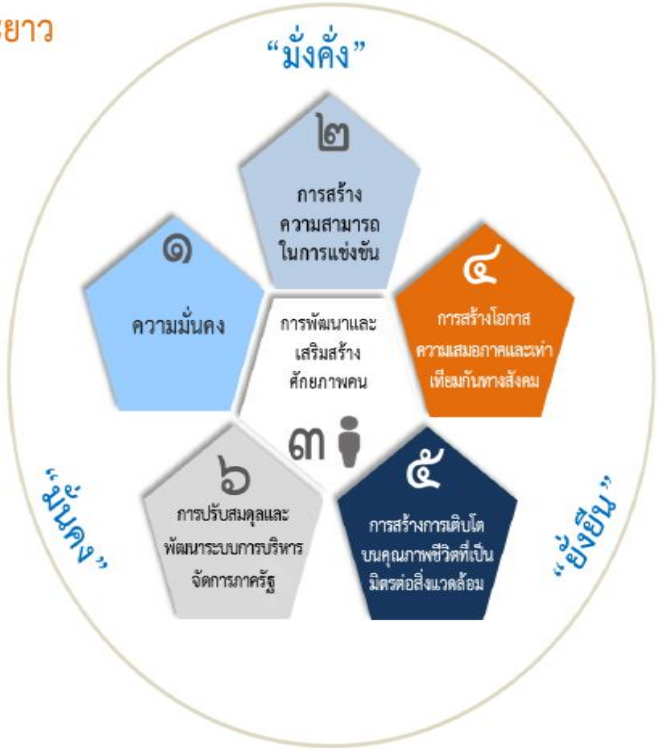 ะยาว
“มั่งคั่ง”
๒
การสร้าง
ความสามารถ
ในการแข่งขัน
๑
ความมั่นคง
๔
การสร้างโอกาส
ความเสมอภาคและเท่า
เทียมกันทางสังคม
การพัฒนาและ
เสริมสร้าง
ศักยภาพคน
๓
๖
การปรับสมดุลและ
พัฒนาระบบการบริหาร
จัดการภาครัฐ
๕
การสร้างการเติบโต
บนคุณภาพชีวิตที่เป็น
มิตรต่อสิ่งแวดล้อม
“มั่นคง”
“ยั่งยืน”